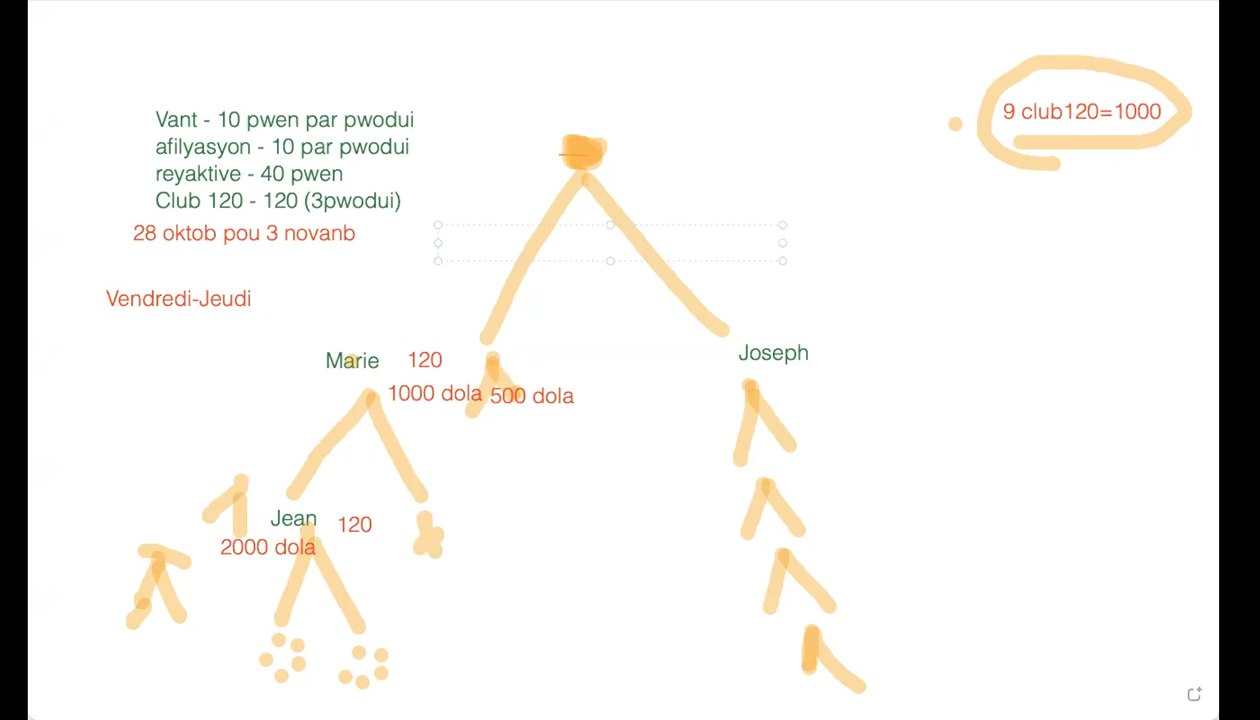 9 club120=1000
Vant - 10 pwen par pwodui
afilyasyon - 10 par pwodui
reyaktive - 40 pwen
Club 120 - 120 (3pwodui)
28 oktob pou 3 novanb
Vendredi-Jeudi
Marie
120
1000 dola
500 dola
Joseph
Jean
120
2000 dola